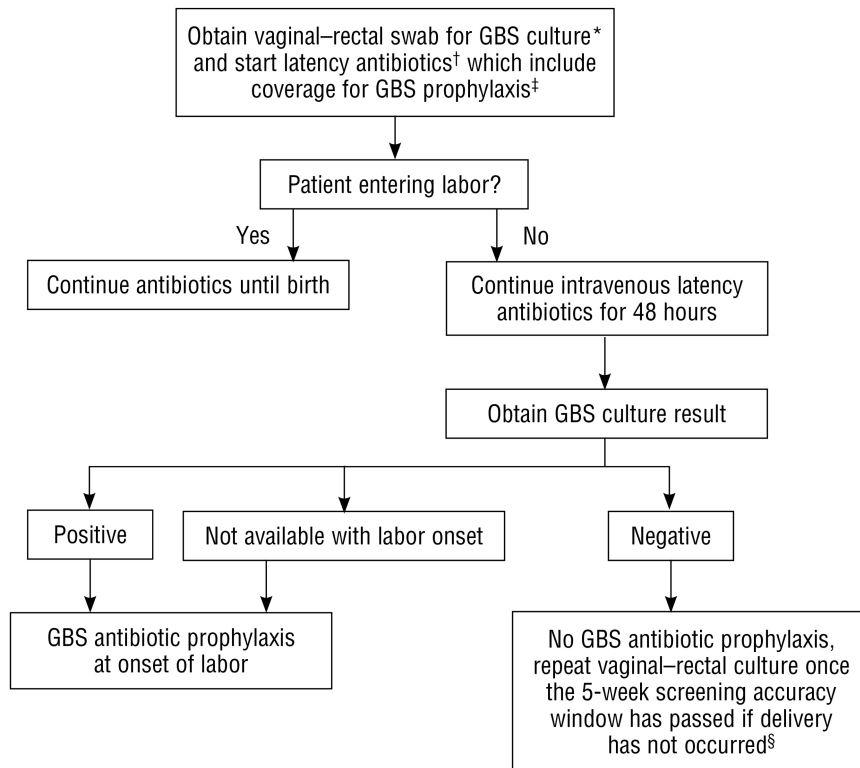 Obtain vaginal–rectal swab for GBS culture*
and start latency antibiotics† which include
coverage for GBS prophylaxis‡
Patient entering labor?
Yes
No
Continue antibiotics until birth
Continue intravenous latency
antibiotics for 48 hours
Obtain GBS culture result
Positive
Not available with labor onset
Negative
GBS antibiotic prophylaxis
at onset of labor
No GBS antibiotic prophylaxis,
repeat vaginal–rectal culture once
the 5-week screening accuracy
window has passed if delivery
has not occurred§